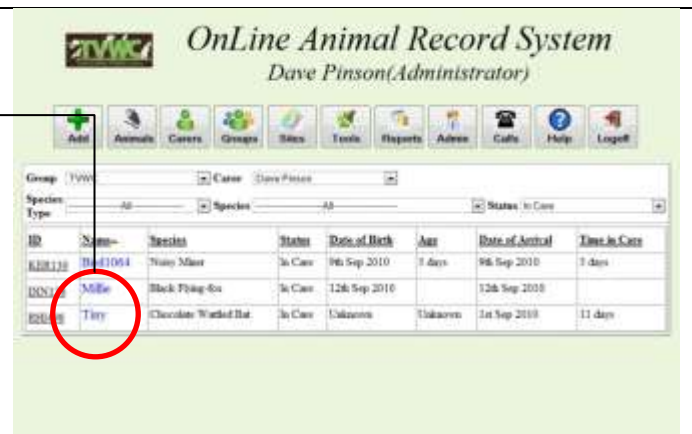 TVWC OnLine Animal Record System
Dave Pinson(Administrator)
Add Animals Carers Groups Sites Tools Reports Admin Calls Help Logoff
Group TVWC Carer Dave Pinson
Species Type All Species All Status In Care
ID Name Species Status Date of Birth Age Date of Arrival Time in Care
Bird1064 Noisy Miner In Care 9th Sep 2010 3 days 9th Sep 2010 3 days
Millie Black Flying-fox In Care 12th Sep 2010 12th Sep 2010
Tiny Chocolate Wattled Bat In Care Unknown Unknown 1st Sep 2010 11 days